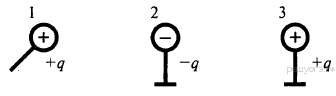 1 2 3
+ − +
+q −q +q